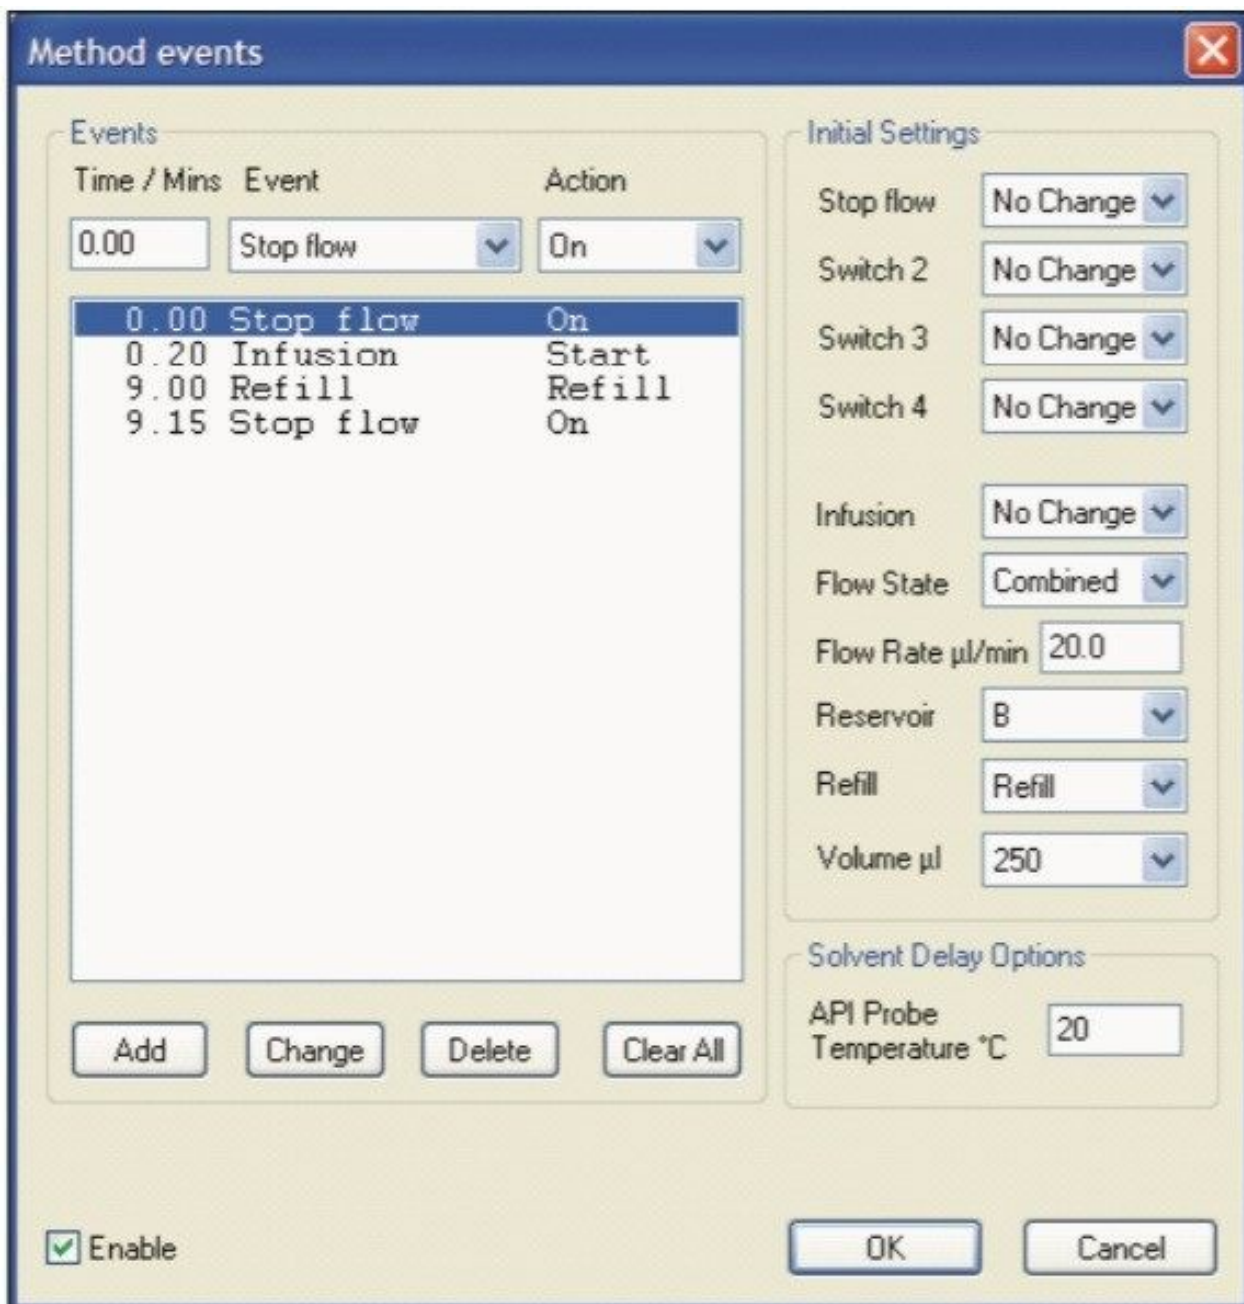 Method events
Events
Time / Mins Event Action
0.00 Stop flow On
0.00 Stop flow On
0.20 Infusion Start
9.00 Refill Refill
9.15 Stop flow On
Add Change Delete Clear All
Initial Settings
Stop flow No Change
Switch 2 No Change
Switch 3 No Change
Switch 4 No Change
Infusion No Change
Flow State Combined
Flow Rate µl/min 20.0
Reservoir B
Refill Refill
Volume µl 250
Solvent Delay Options
API Probe
Temperature °C 20
Enable
OK Cancel